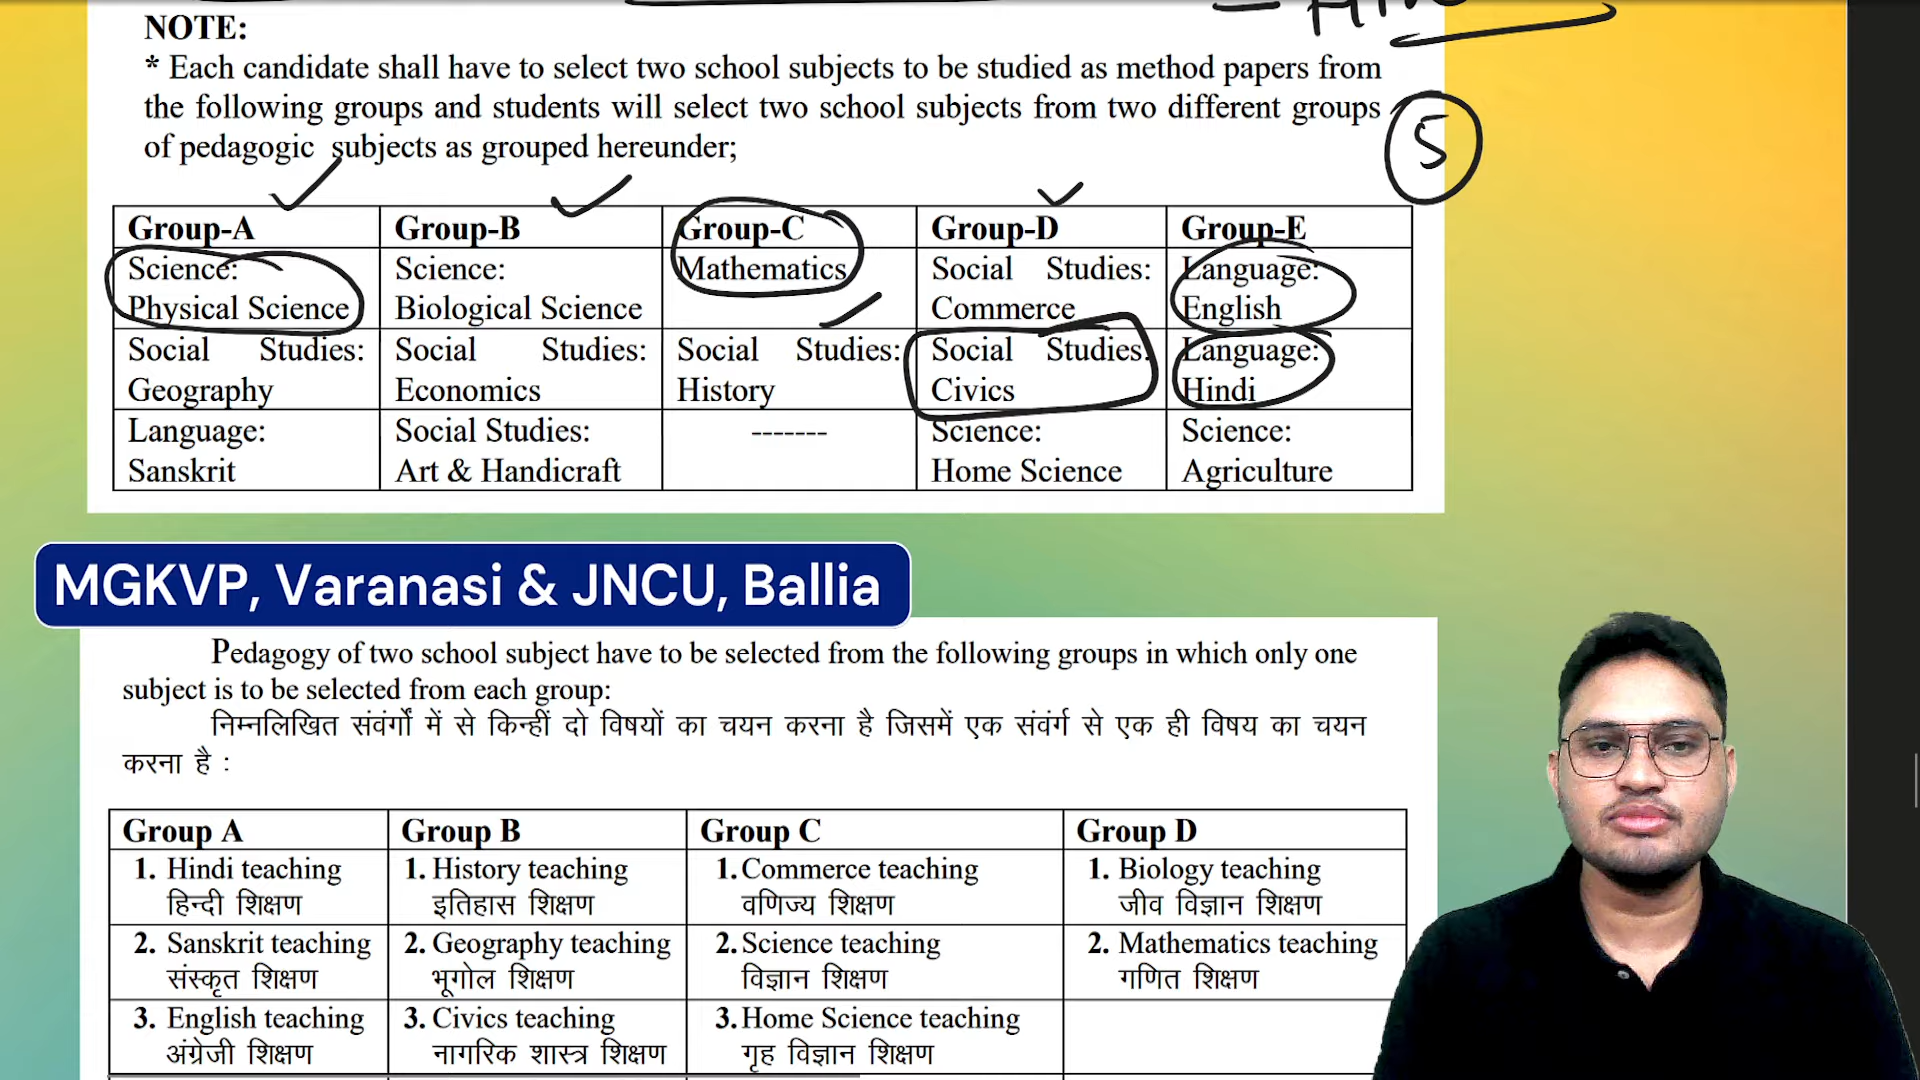 NOTE:
* Each candidate shall have to select two school subjects to be studied as method papers from
the following groups and students will select two school subjects from two different groups
of pedagogic subjects as grouped hereunder;
5
Group-A Group-B Group-C Group-D Group-E
Science: Science: Mathematics Social Studies: Language:
Physical Science Biological Science Commerce English
Social Studies: Social Studies: Social Studies: Social Studies: Language:
Geography Economics History Civics Hindi
Language: Social Studies: ------- Science: Science:
Sanskrit Art & Handicraft Home Science Agriculture
MGKVP, Varanasi & JNCU, Ballia
Pedagogy of two school subject have to be selected from the following groups in which only one
subject is to be selected from each group:
निम्नलिखित संवंर्गों में से किन्हीं दो विषयों का चयन करना है जिसमें एक संवंर्ग से एक ही विषय का चयन
करना है :
Group A Group B Group C Group D
1. Hindi teaching 1. History teaching 1. Commerce teaching 1. Biology teaching
हिन्दी शिक्षण इतिहास शिक्षण वणिज्य शिक्षण जीव विज्ञान शिक्षण
2. Sanskrit teaching 2. Geography teaching 2. Science teaching 2. Mathematics teaching
संस्कृत शिक्षण भूगोल शिक्षण विज्ञान शिक्षण गणित शिक्षण
3. English teaching 3. Civics teaching 3. Home Science teaching
अंग्रेजी शिक्षण नागरिक शास्त्र शिक्षण गृह विज्ञान शिक्षण